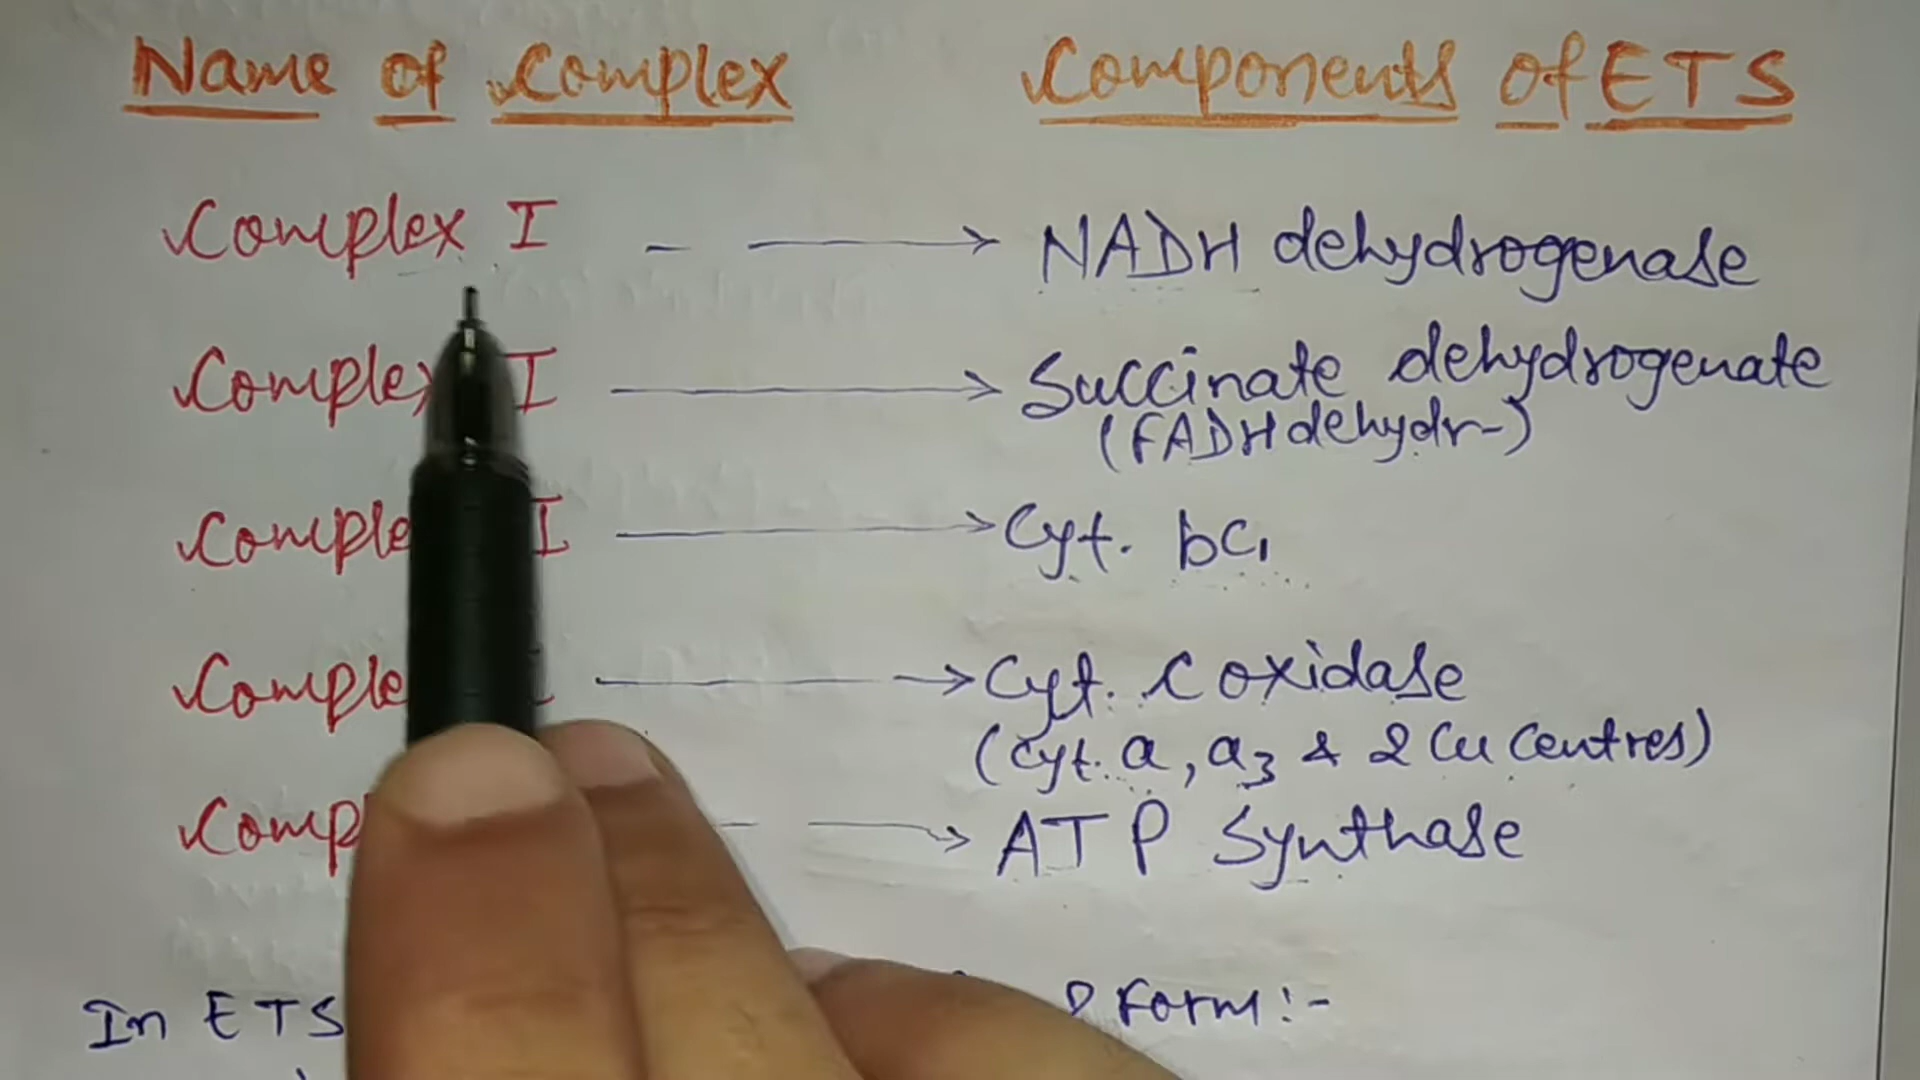 Name of Complex Components of ETS
Complex I → NADH dehydrogenase
Complex → Succinate dehydrogenate
(FADH dehydr-)
→ Cyt. bc₁
→ Cyt. c oxidase
(Cyt. a, a₃ & 2 Cu Centres)
→ ATP Synthase
In ETS Form:-